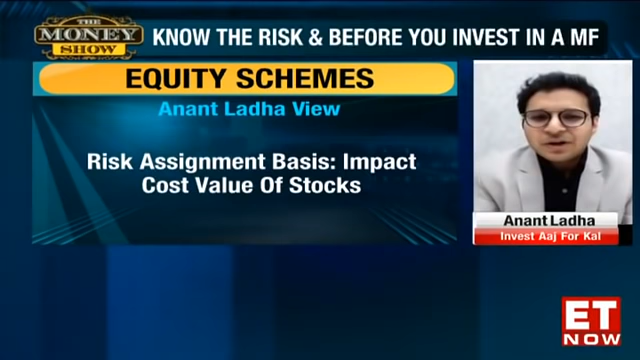 THE
MONEY
SHOW
KNOW THE RISK & BEFORE YOU INVEST IN A MF
EQUITY SCHEMES
Anant Ladha View
Risk Assignment Basis: Impact
Cost Value Of Stocks
Anant Ladha
Invest Aaj For Kal
ET
NOW